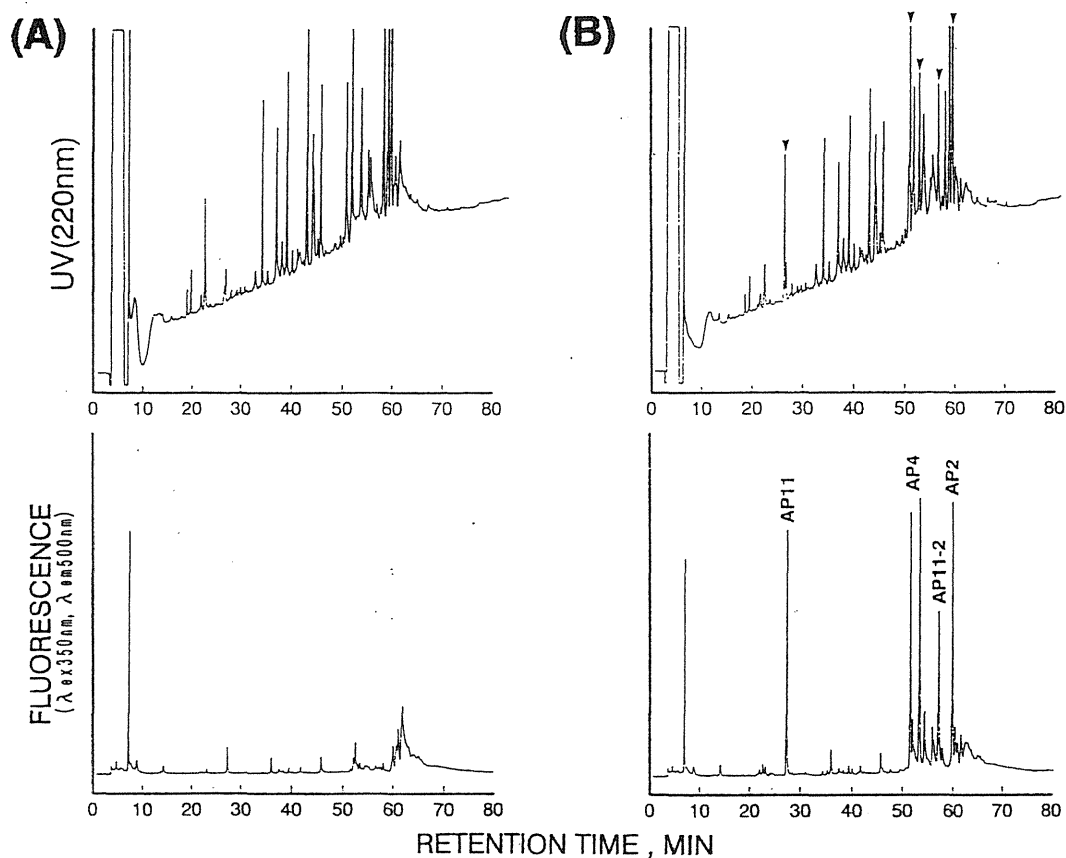 (A)
(B)
UV(220nm)
0 10 20 30 40 50 60 70 80
0 10 20 30 40 50 60 70 80
FLUORESCENCE
(λex350nm, λem500nm)
AP11
AP4
AP11-2
AP2
0 10 20 30 40 50 60 70 80
0 10 20 30 40 50 60 70 80
RETENTION TIME , MIN